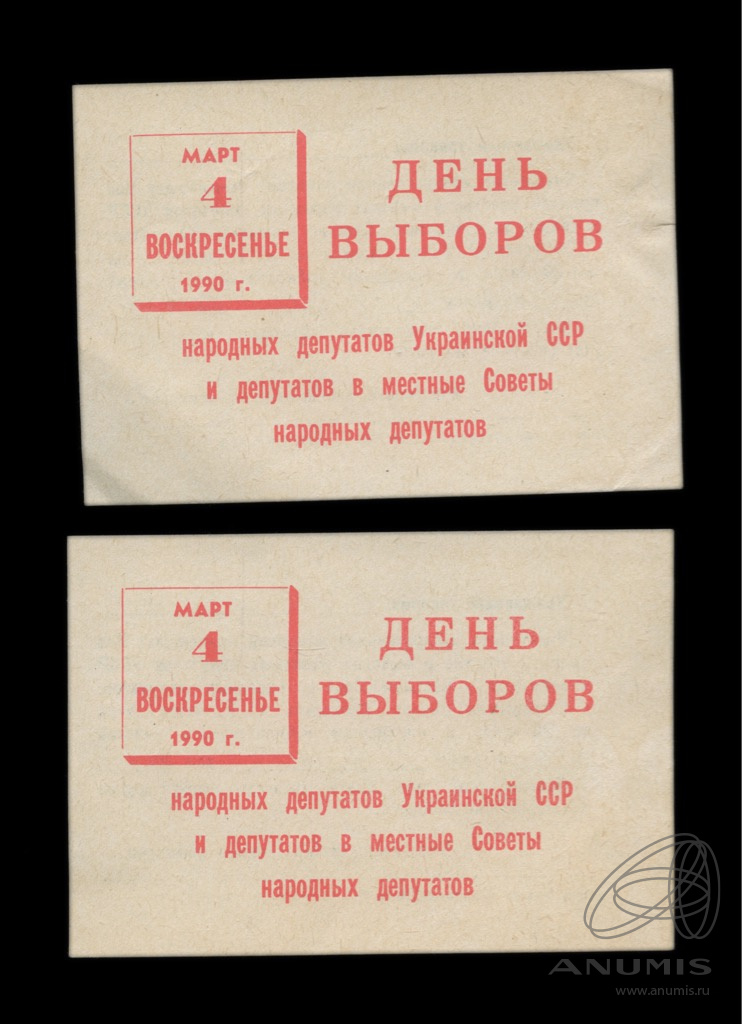 МАРТ
4
ВОСКРЕСЕНЬЕ
1990 г.
ДЕНЬ
ВЫБОРОВ
народных депутатов Украинской ССР
и депутатов в местные Советы
народных депутатов
МАРТ
4
ВОСКРЕСЕНЬЕ
1990 г.
ДЕНЬ
ВЫБОРОВ
народных депутатов Украинской ССР
и депутатов в местные Советы
народных депутатов
ANUMIS
www.anumis.ru